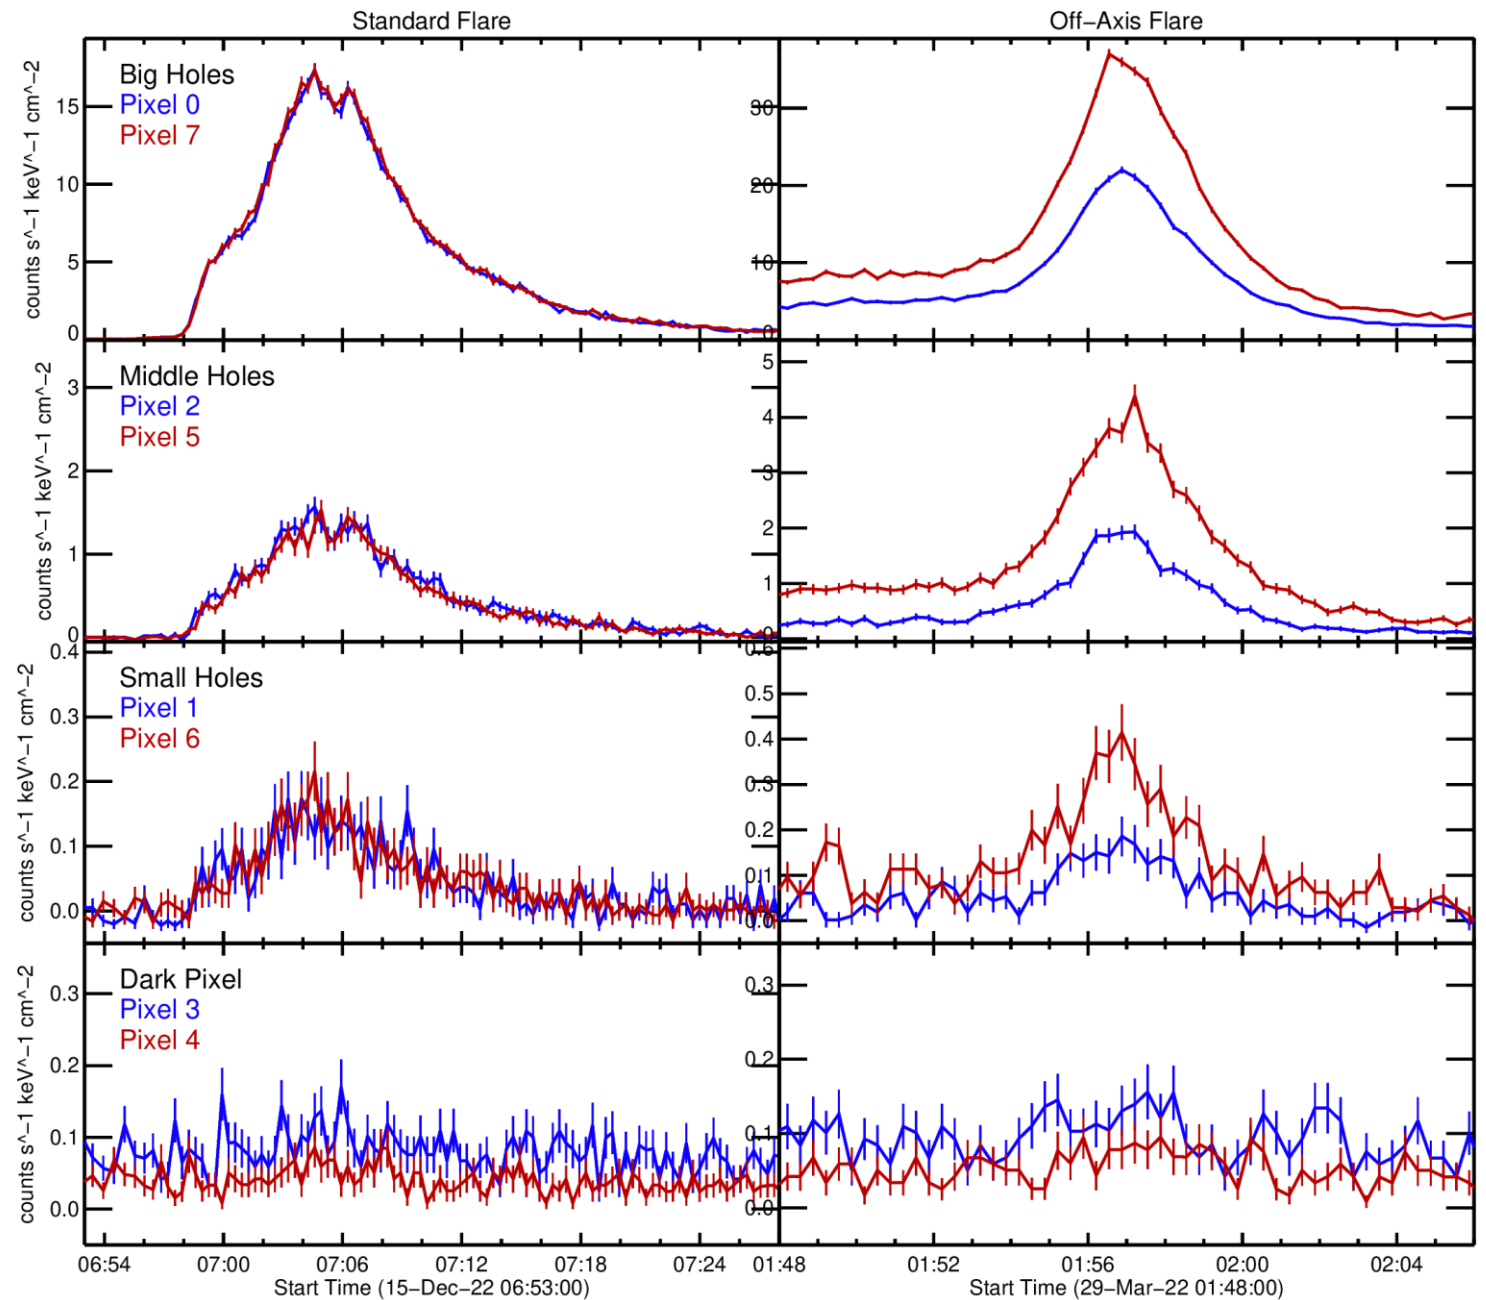 Standard Flare
Off−Axis Flare
counts s^−1 keV^−1 cm^−2
15
10
5
0
Big Holes
Pixel 0
Pixel 7
30
20
10
0
counts s^−1 keV^−1 cm^−2
3
2
1
0
Middle Holes
Pixel 2
Pixel 5
5
4
3
2
1
0
counts s^−1 keV^−1 cm^−2
0.4
0.3
0.2
0.1
0.0
Small Holes
Pixel 1
Pixel 6
0.6
0.5
0.4
0.3
0.2
0.1
0.0
counts s^−1 keV^−1 cm^−2
0.3
0.2
0.1
0.0
Dark Pixel
Pixel 3
Pixel 4
0.3
0.2
0.1
0.0
06:54 07:00 07:06 07:12 07:18 07:24 01:48 01:52 01:56 02:00 02:04
Start Time (15−Dec−22 06:53:00)
Start Time (29−Mar−22 01:48:00)